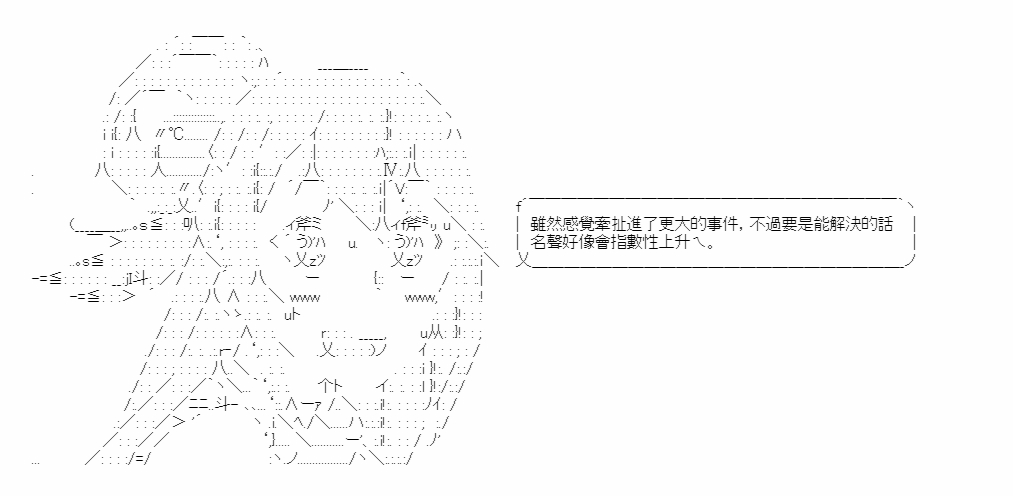 雖然感覺牽扯進了更大的事件，不過要是能解決的話
名聲好像會指數性上升ㄟ。